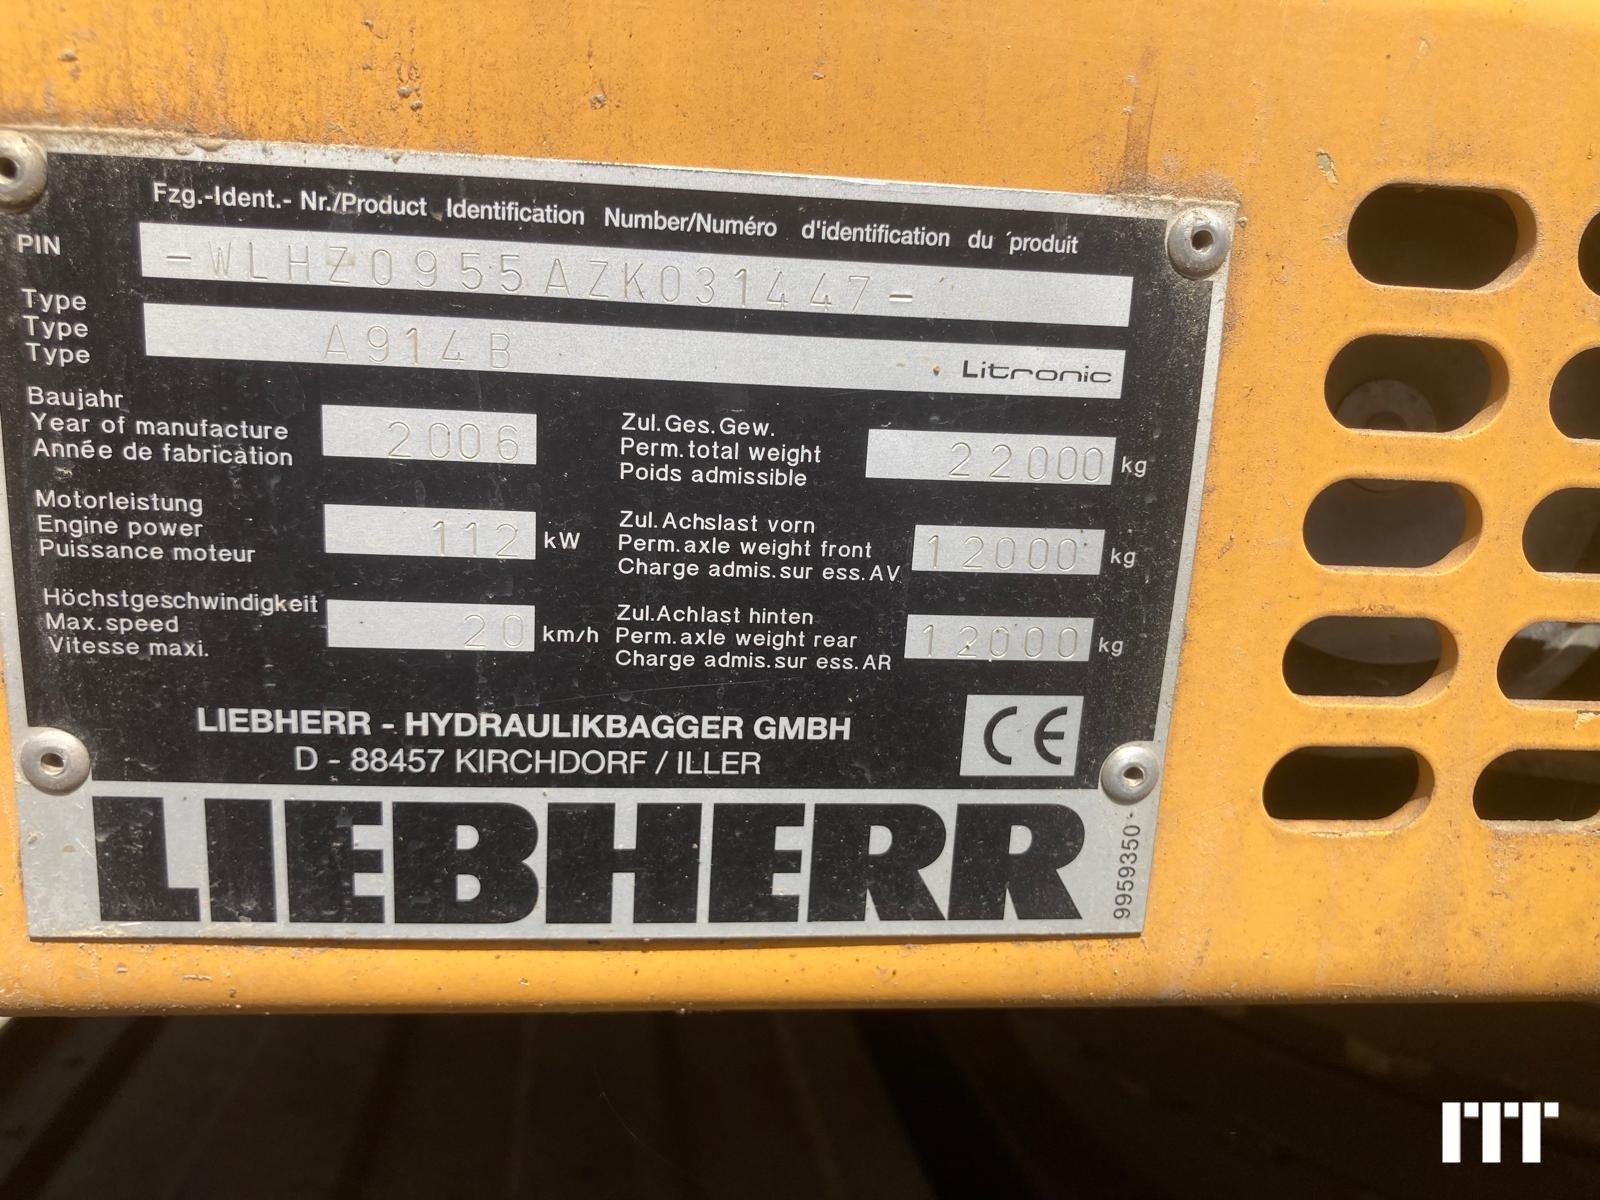 Fzg.-Ident.- Nr./Product Identification Number/Numéro d'identification du produit
PIN -WLHZ0955AZK031447-
Type
Type A914B Litronic
Type
Baujahr
Year of manufacture 2006
Année de fabrication
Zul.Ges.Gew.
Perm.total weight 22000 kg
Poids admissible
Motorleistung
Engine power 112 kW
Puissance moteur
Zul.Achslast vorn
Perm.axle weight front 12000 kg
Charge admis.sur ess.AV
Höchstgeschwindigkeit
Max.speed 20 km/h
Vitesse maxi.
Zul.Achlast hinten
Perm.axle weight rear 12000 kg
Charge admis.sur ess.AR
LIEBHERR - HYDRAULIKBAGGER GMBH
D - 88457 KIRCHDORF / ILLER
CE
LIEBHERR
9959350